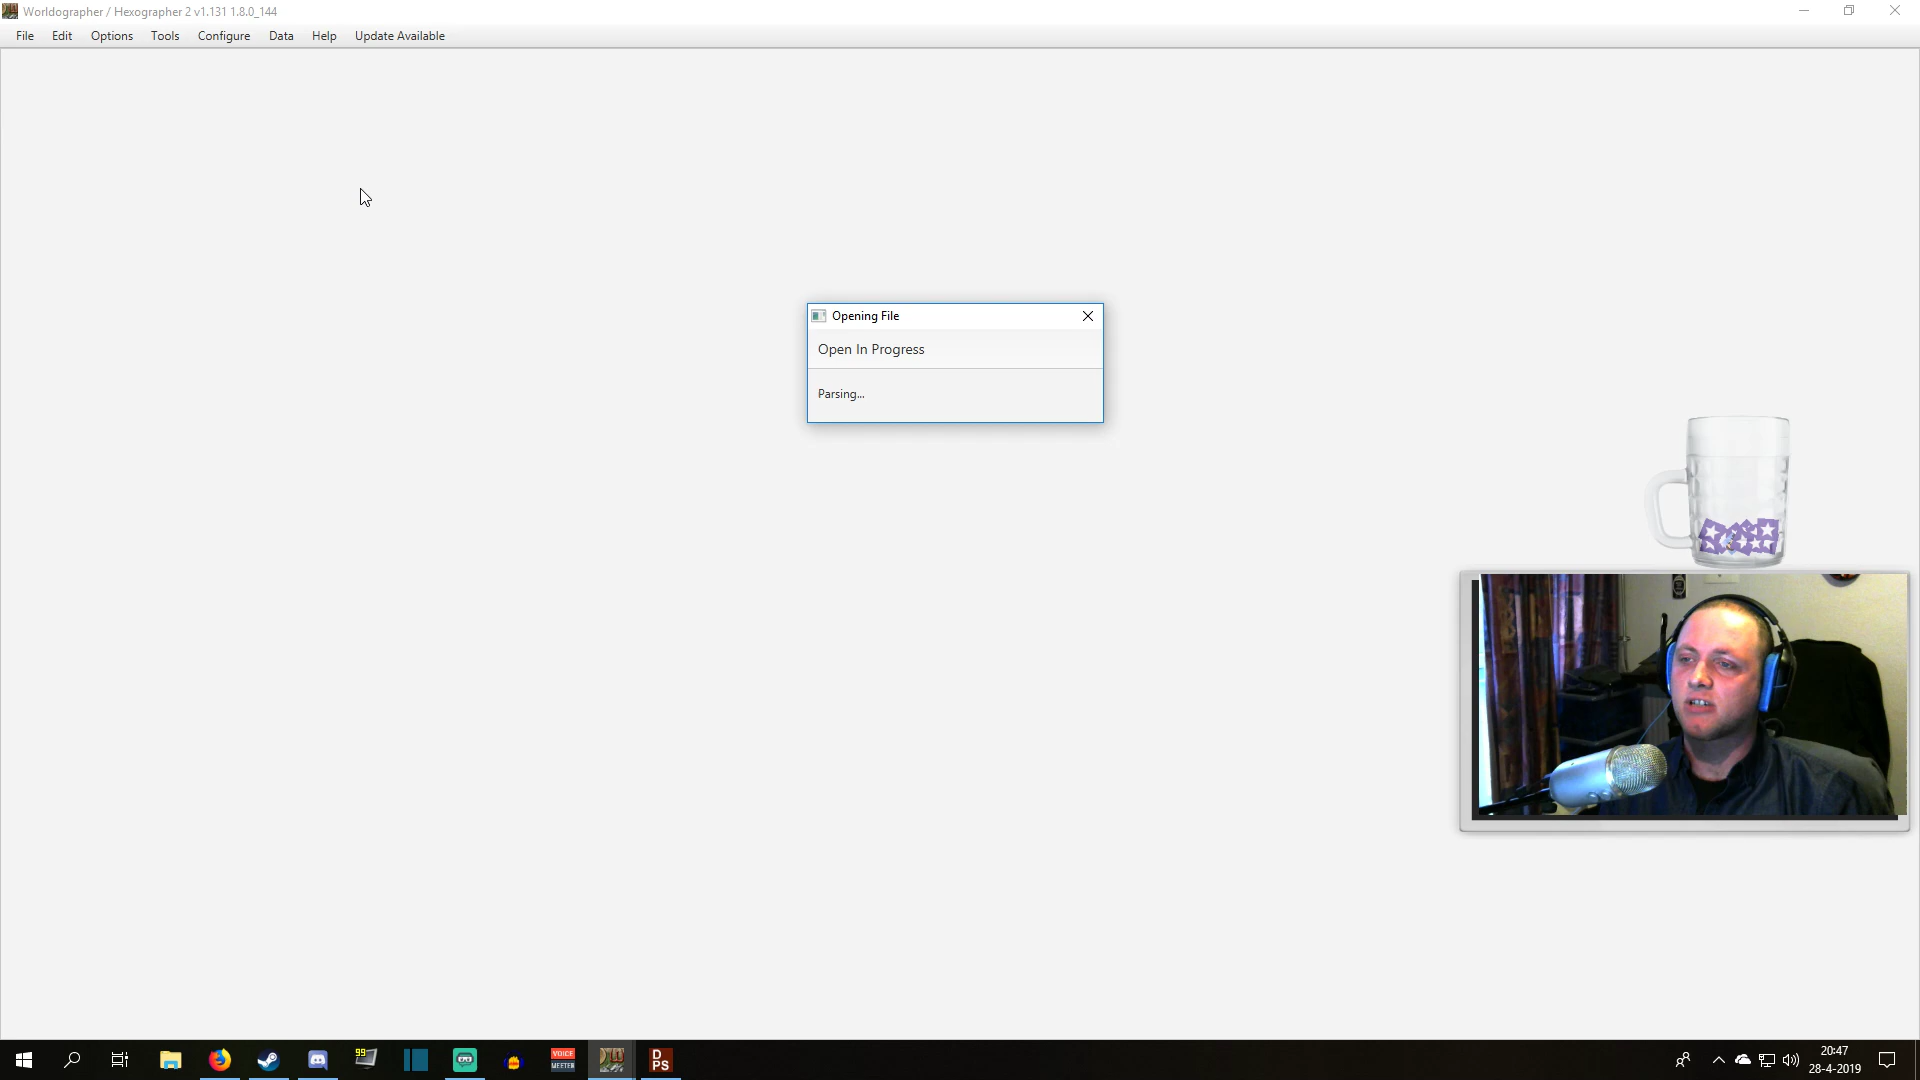 Worldographer / Hexographer 2 v1.131 1.8.0_144
File Edit Options Tools Configure Data Help Update Available
Opening File
Open In Progress
Parsing...
99
VOICE
MEETER
D
PS
20:47
28-4-2019